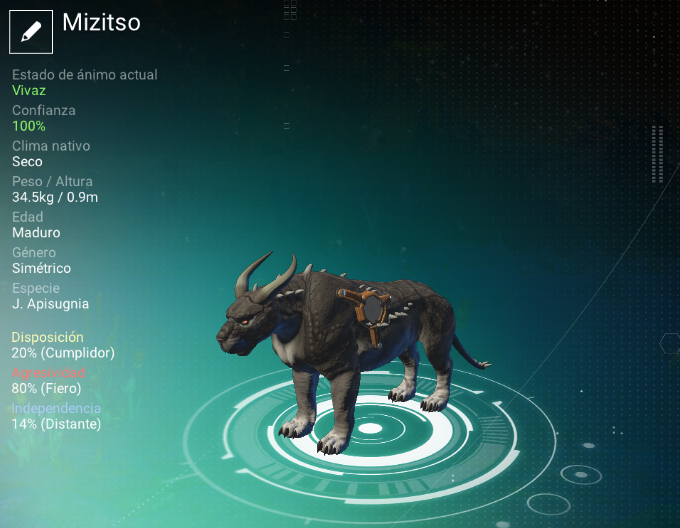 Mizitso
Estado de ánimo actual
Vivaz
Confianza
100%
Clima nativo
Seco
Peso / Altura
34.5kg / 0.9m
Edad
Maduro
Género
Simétrico
Especie
J. Apisugnia
Disposición
20% (Cumplidor)
Agresividad
80% (Fiero)
Independencia
14% (Distante)